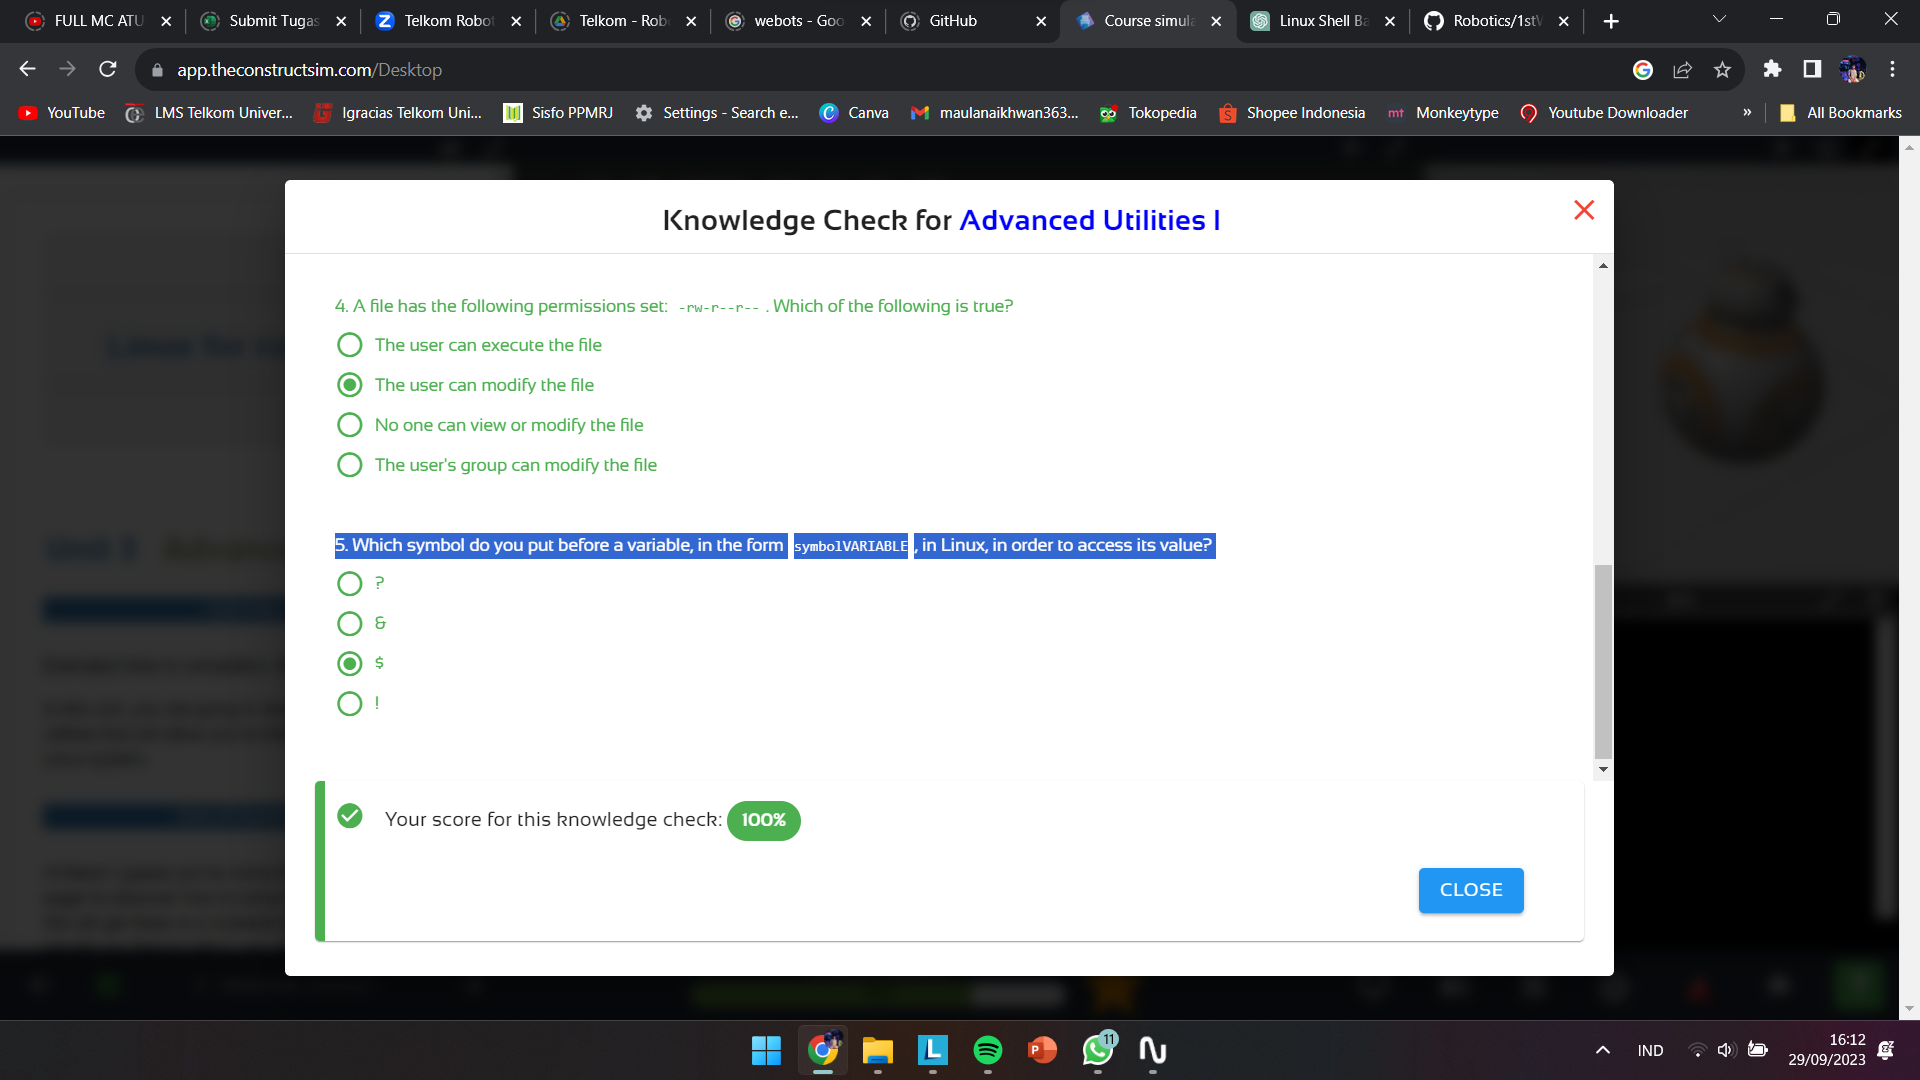 FULL MC ATU
Submit Tugas
Telkom Robot
Telkom - Rob
webots - Goo
GitHub
Course simula
Linux Shell Ba
Robotics/1stW
app.theconstructsim.com/Desktop
YouTube
LMS Telkom Univer...
Igracias Telkom Uni...
Sisfo PPMRJ
Settings - Search e...
Canva
maulanaikhwan363...
Tokopedia
Shopee Indonesia
mt Monkeytype
Youtube Downloader
»
All Bookmarks
Knowledge Check for Advanced Utilities I
4. A file has the following permissions set: -rw-r--r-- . Which of the following is true?
The user can execute the file
The user can modify the file
No one can view or modify the file
The user's group can modify the file
5. Which symbol do you put before a variable, in the form symbolVARIABLE , in Linux, in order to access its value?
?
&
$
!
Your score for this knowledge check: 100%
CLOSE
11
IND
16:12
29/09/2023